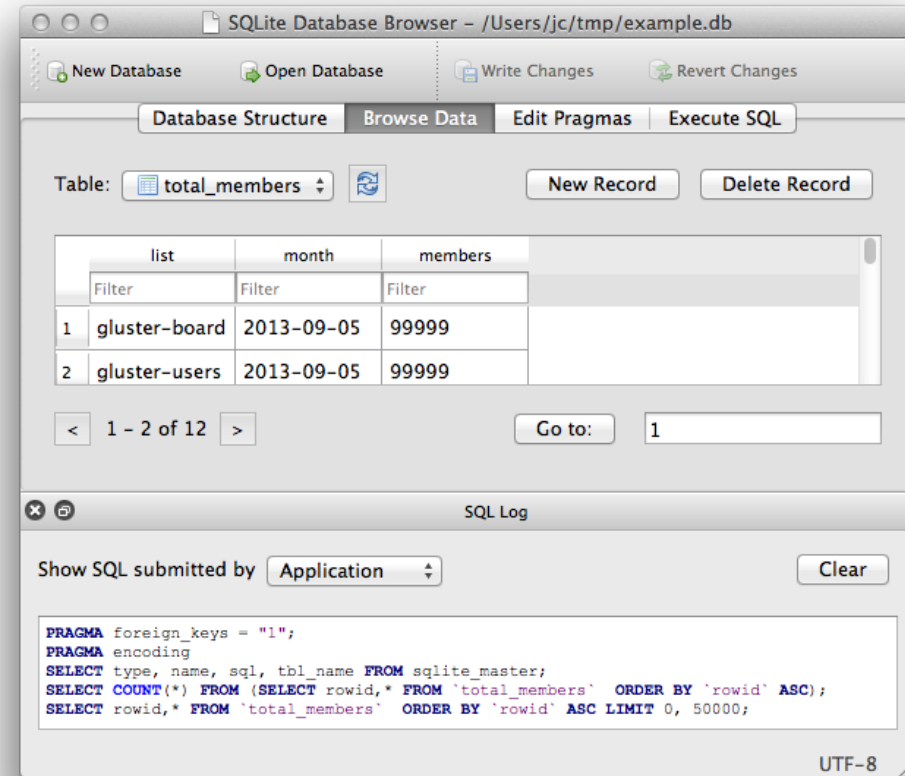 SQLite Database Browser – /Users/jc/tmp/example.db
New Database Open Database Write Changes Revert Changes
Database Structure Browse Data Edit Pragmas Execute SQL
Table: total_members New Record Delete Record
list month members
Filter Filter Filter
1 gluster-board 2013-09-05 99999
2 gluster-users 2013-09-05 99999
< 1 – 2 of 12 > Go to: 1
SQL Log
Show SQL submitted by Application Clear
PRAGMA foreign_keys = "1";
PRAGMA encoding
SELECT type, name, sql, tbl_name FROM sqlite_master;
SELECT COUNT(*) FROM (SELECT rowid,* FROM `total_members`  ORDER BY `rowid` ASC);
SELECT rowid,* FROM `total_members`  ORDER BY `rowid` ASC LIMIT 0, 50000;
UTF-8